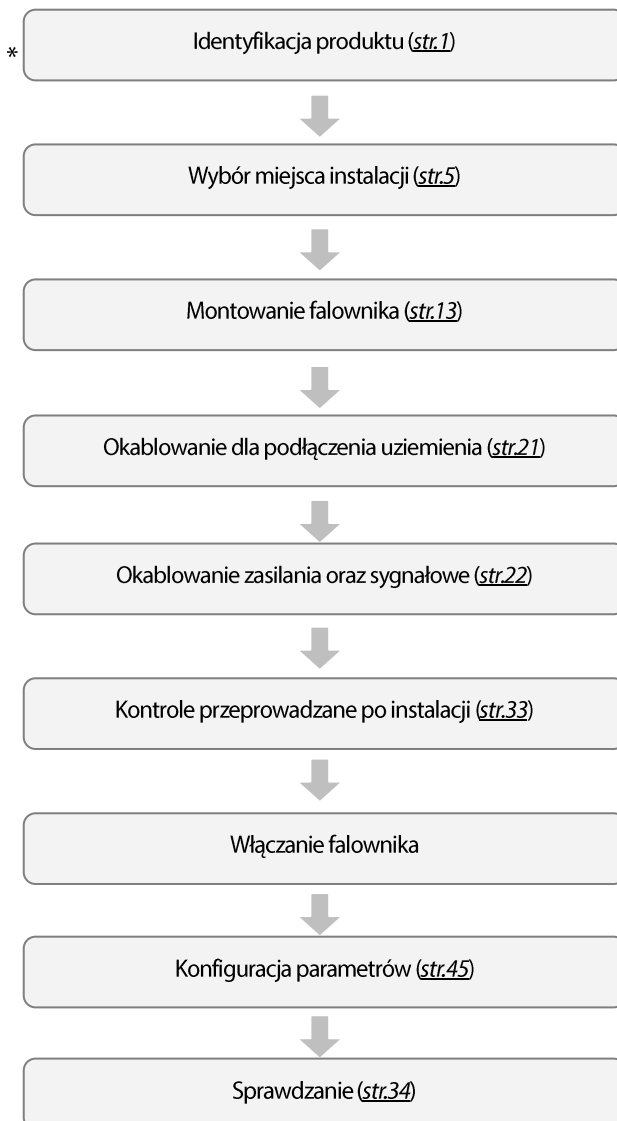 * Identyfikacja produktu (str.1)
Wybór miejsca instalacji (str.5)
Montowanie falownika (str.13)
Okablowanie dla podłączenia uziemienia (str.21)
Okablowanie zasilania oraz sygnałowe (str.22)
Kontrole przeprowadzane po instalacji (str.33)
Włączanie falownika
Konfiguracja parametrów (str.45)
Sprawdzanie (str.34)